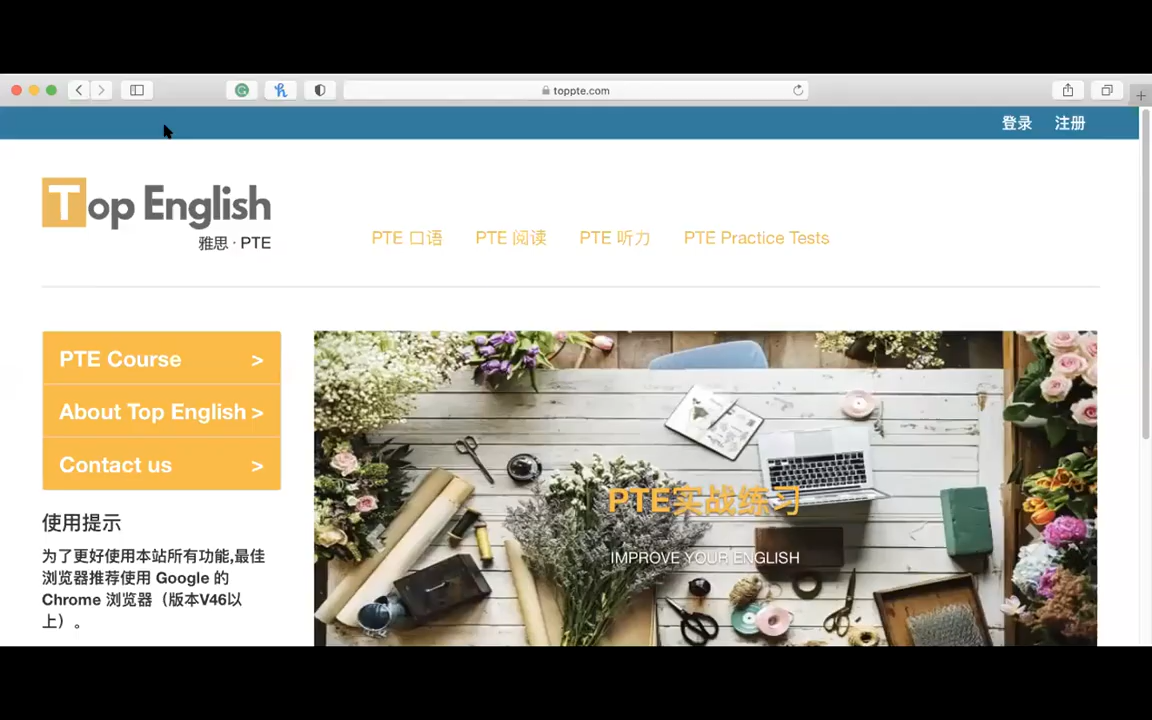 toppte.com
登录 注册
Top English
雅思 · PTE
PTE 口语 PTE 阅读 PTE 听力 PTE Practice Tests
PTE Course >
About Top English >
Contact us >
PTE实战练习
IMPROVE YOUR ENGLISH
使用提示
为了更好使用本站所有功能,最佳
浏览器推荐使用 Google 的
Chrome 浏览器（版本V46以
上）。